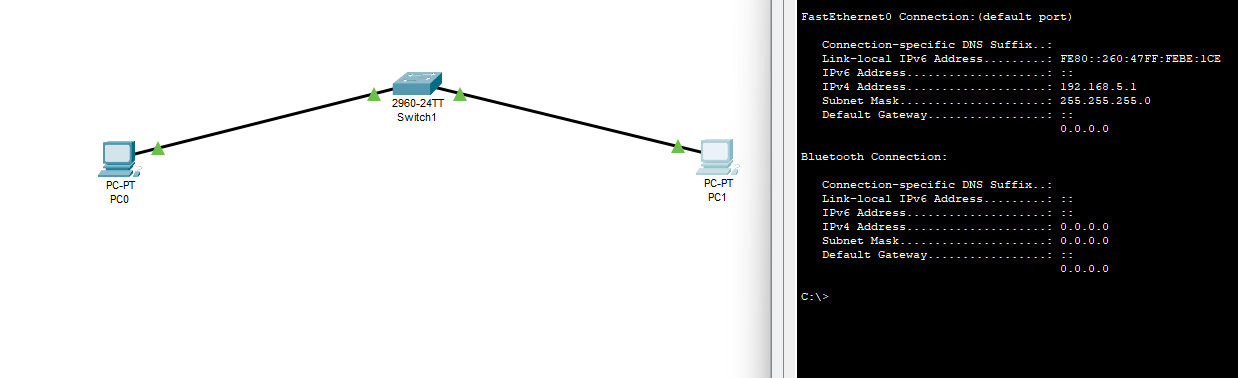 2960-24TT
Switch1
PC-PT
PC0
PC-PT
PC1
FastEthernet0 Connection:(default port)
Connection-specific DNS Suffix..:
Link-local IPv6 Address.........: FE80::260:47FF:FEBE:1CE
IPv6 Address....................: ::
IPv4 Address....................: 192.168.5.1
Subnet Mask.....................: 255.255.255.0
Default Gateway.................: ::
0.0.0.0
Bluetooth Connection:
Connection-specific DNS Suffix..:
Link-local IPv6 Address.........: ::
IPv6 Address....................: ::
IPv4 Address....................: 0.0.0.0
Subnet Mask.....................: 0.0.0.0
Default Gateway.................: ::
0.0.0.0
C:\>